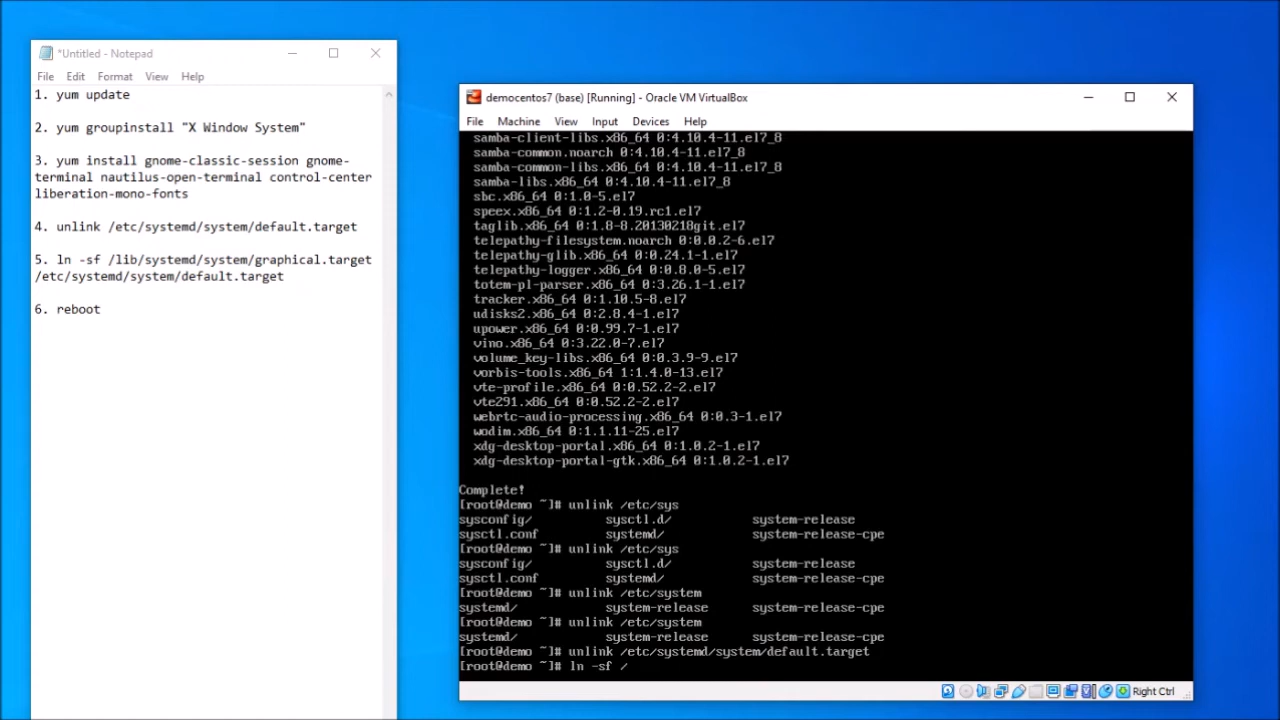 *Untitled - Notepad
File Edit Format View Help
1. yum update
2. yum groupinstall "X Window System"
3. yum install gnome-classic-session gnome-
terminal nautilus-open-terminal control-center
liberation-mono-fonts
4. unlink /etc/systemd/system/default.target
5. ln -sf /lib/systemd/system/graphical.target
/etc/systemd/system/default.target
6. reboot
democentos7 (base) [Running] - Oracle VM VirtualBox
File Machine View Input Devices Help
samba-client-libs.x86_64 0:4.10.4-11.el7_8
samba-common.noarch 0:4.10.4-11.el7_8
samba-common-libs.x86_64 0:4.10.4-11.el7_8
samba-libs.x86_64 0:4.10.4-11.el7_8
sbc.x86_64 0:1.0-5.el7
speex.x86_64 0:1.2-0.19.rc1.el7
taglib.x86_64 0:1.8-8.20130218git.el7
telepathy-filesystem.noarch 0:0.0.2-6.el7
telepathy-glib.x86_64 0:0.24.1-1.el7
telepathy-logger.x86_64 0:0.8.0-5.el7
totem-pl-parser.x86_64 0:3.26.1-1.el7
tracker.x86_64 0:1.10.5-8.el7
udisks2.x86_64 0:2.8.4-1.el7
upower.x86_64 0:0.99.7-1.el7
vino.x86_64 0:3.22.0-7.el7
volume_key-libs.x86_64 0:0.3.9-9.el7
vorbis-tools.x86_64 1:1.4.0-13.el7
vte-profile.x86_64 0:0.52.2-2.el7
vte291.x86_64 0:0.52.2-2.el7
webrtc-audio-processing.x86_64 0:0.3-1.el7
wodim.x86_64 0:1.1.11-25.el7
xdg-desktop-portal.x86_64 0:1.0.2-1.el7
xdg-desktop-portal-gtk.x86_64 0:1.0.2-1.el7
Complete!
[root@demo ~]# unlink /etc/sys
sysconfig/ sysctl.d/ system-release
sysctl.conf systemd/ system-release-cpe
[root@demo ~]# unlink /etc/sys
sysconfig/ sysctl.d/ system-release
sysctl.conf systemd/ system-release-cpe
[root@demo ~]# unlink /etc/system
systemd/ system-release system-release-cpe
[root@demo ~]# unlink /etc/system
systemd/ system-release system-release-cpe
[root@demo ~]# unlink /etc/systemd/system/default.target
[root@demo ~]# ln -sf /
Right Ctrl